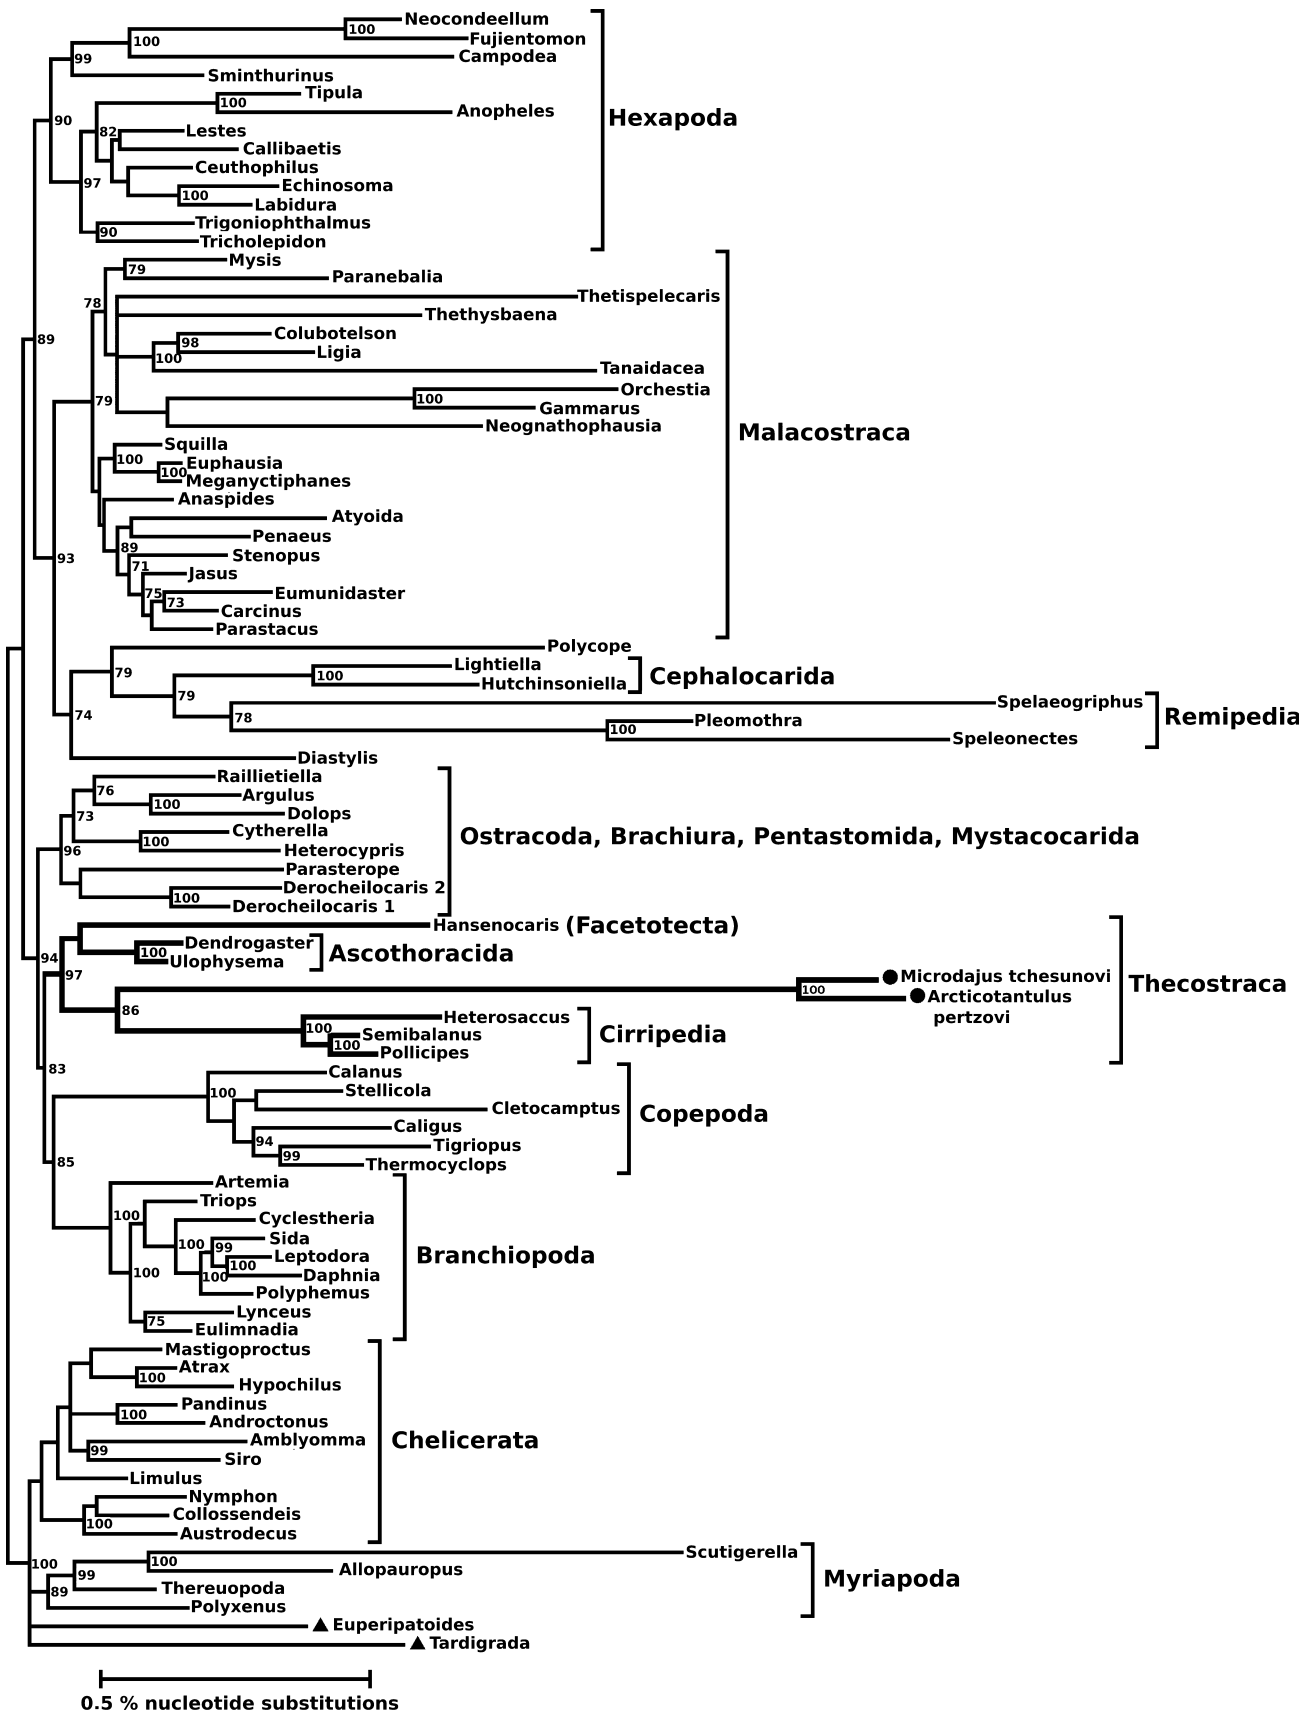 Neocondeellum
100
Fujientomon
100
Campodea
99
Sminthurinus
Tipula
100
Anopheles
Hexapoda
90
82
Lestes
Callibaetis
Ceuthophilus
97
Echinosoma
100
Labidura
Trigoniophthalmus
90
Tricholepidon
Mysis
79
Paranebalia
Thetispelecaris
78
Thethysbaena
Colubotelson
89
98
Ligia
100
Tanaidacea
Orchestia
79
100
Gammarus
Neognathophausia
Malacostraca
Squilla
100
Euphausia
100
Meganyctiphanes
Anaspides
Atyoida
Penaeus
89
Stenopus
93
71
Jasus
75
Eumunidaster
73
Carcinus
Parastacus
Polycope
79
Lightiella
100
Cephalocarida
Hutchinsoniella
79
Spelaeogriphus
74
78
Pleomothra
Remipedia
100
Speleonectes
Diastylis
Raillietiella
76
Argulus
100
Dolops
73
Cytherella
100
Ostracoda, Brachiura, Pentastomida, Mystacocarida
96
Heterocypris
Parasterope
Derocheilocaris 2
100
Derocheilocaris 1
Hansenocaris (Facetotecta)
Dendrogaster
94
100
Ascothoracida
Ulophysema
97
Microdajus tchesunovi
Thecostraca
100
Arcticotantulus
pertzovi
86
Heterosaccus
100
Semibalanus
Cirripedia
100
Pollicipes
83
Calanus
100
Stellicola
Cletocamptus
Copepoda
Caligus
94
Tigriopus
99
85
Thermocyclops
Artemia
Triops
100
Cyclestheria
100
Sida
99
Leptodora
Branchiopoda
100
100
100
Daphnia
Polyphemus
Lynceus
75
Eulimnadia
Mastigoproctus
Atrax
100
Hypochilus
Pandinus
100
Androctonus
Amblyomma
Chelicerata
99
Siro
Limulus
Nymphon
Collossendeis
100
Austrodecus
Scutigerella
100
100
Allopauropus
99
Myriapoda
Thereuopoda
89
Polyxenus
Euperipatoides
Tardigrada
0.5 % nucleotide substitutions